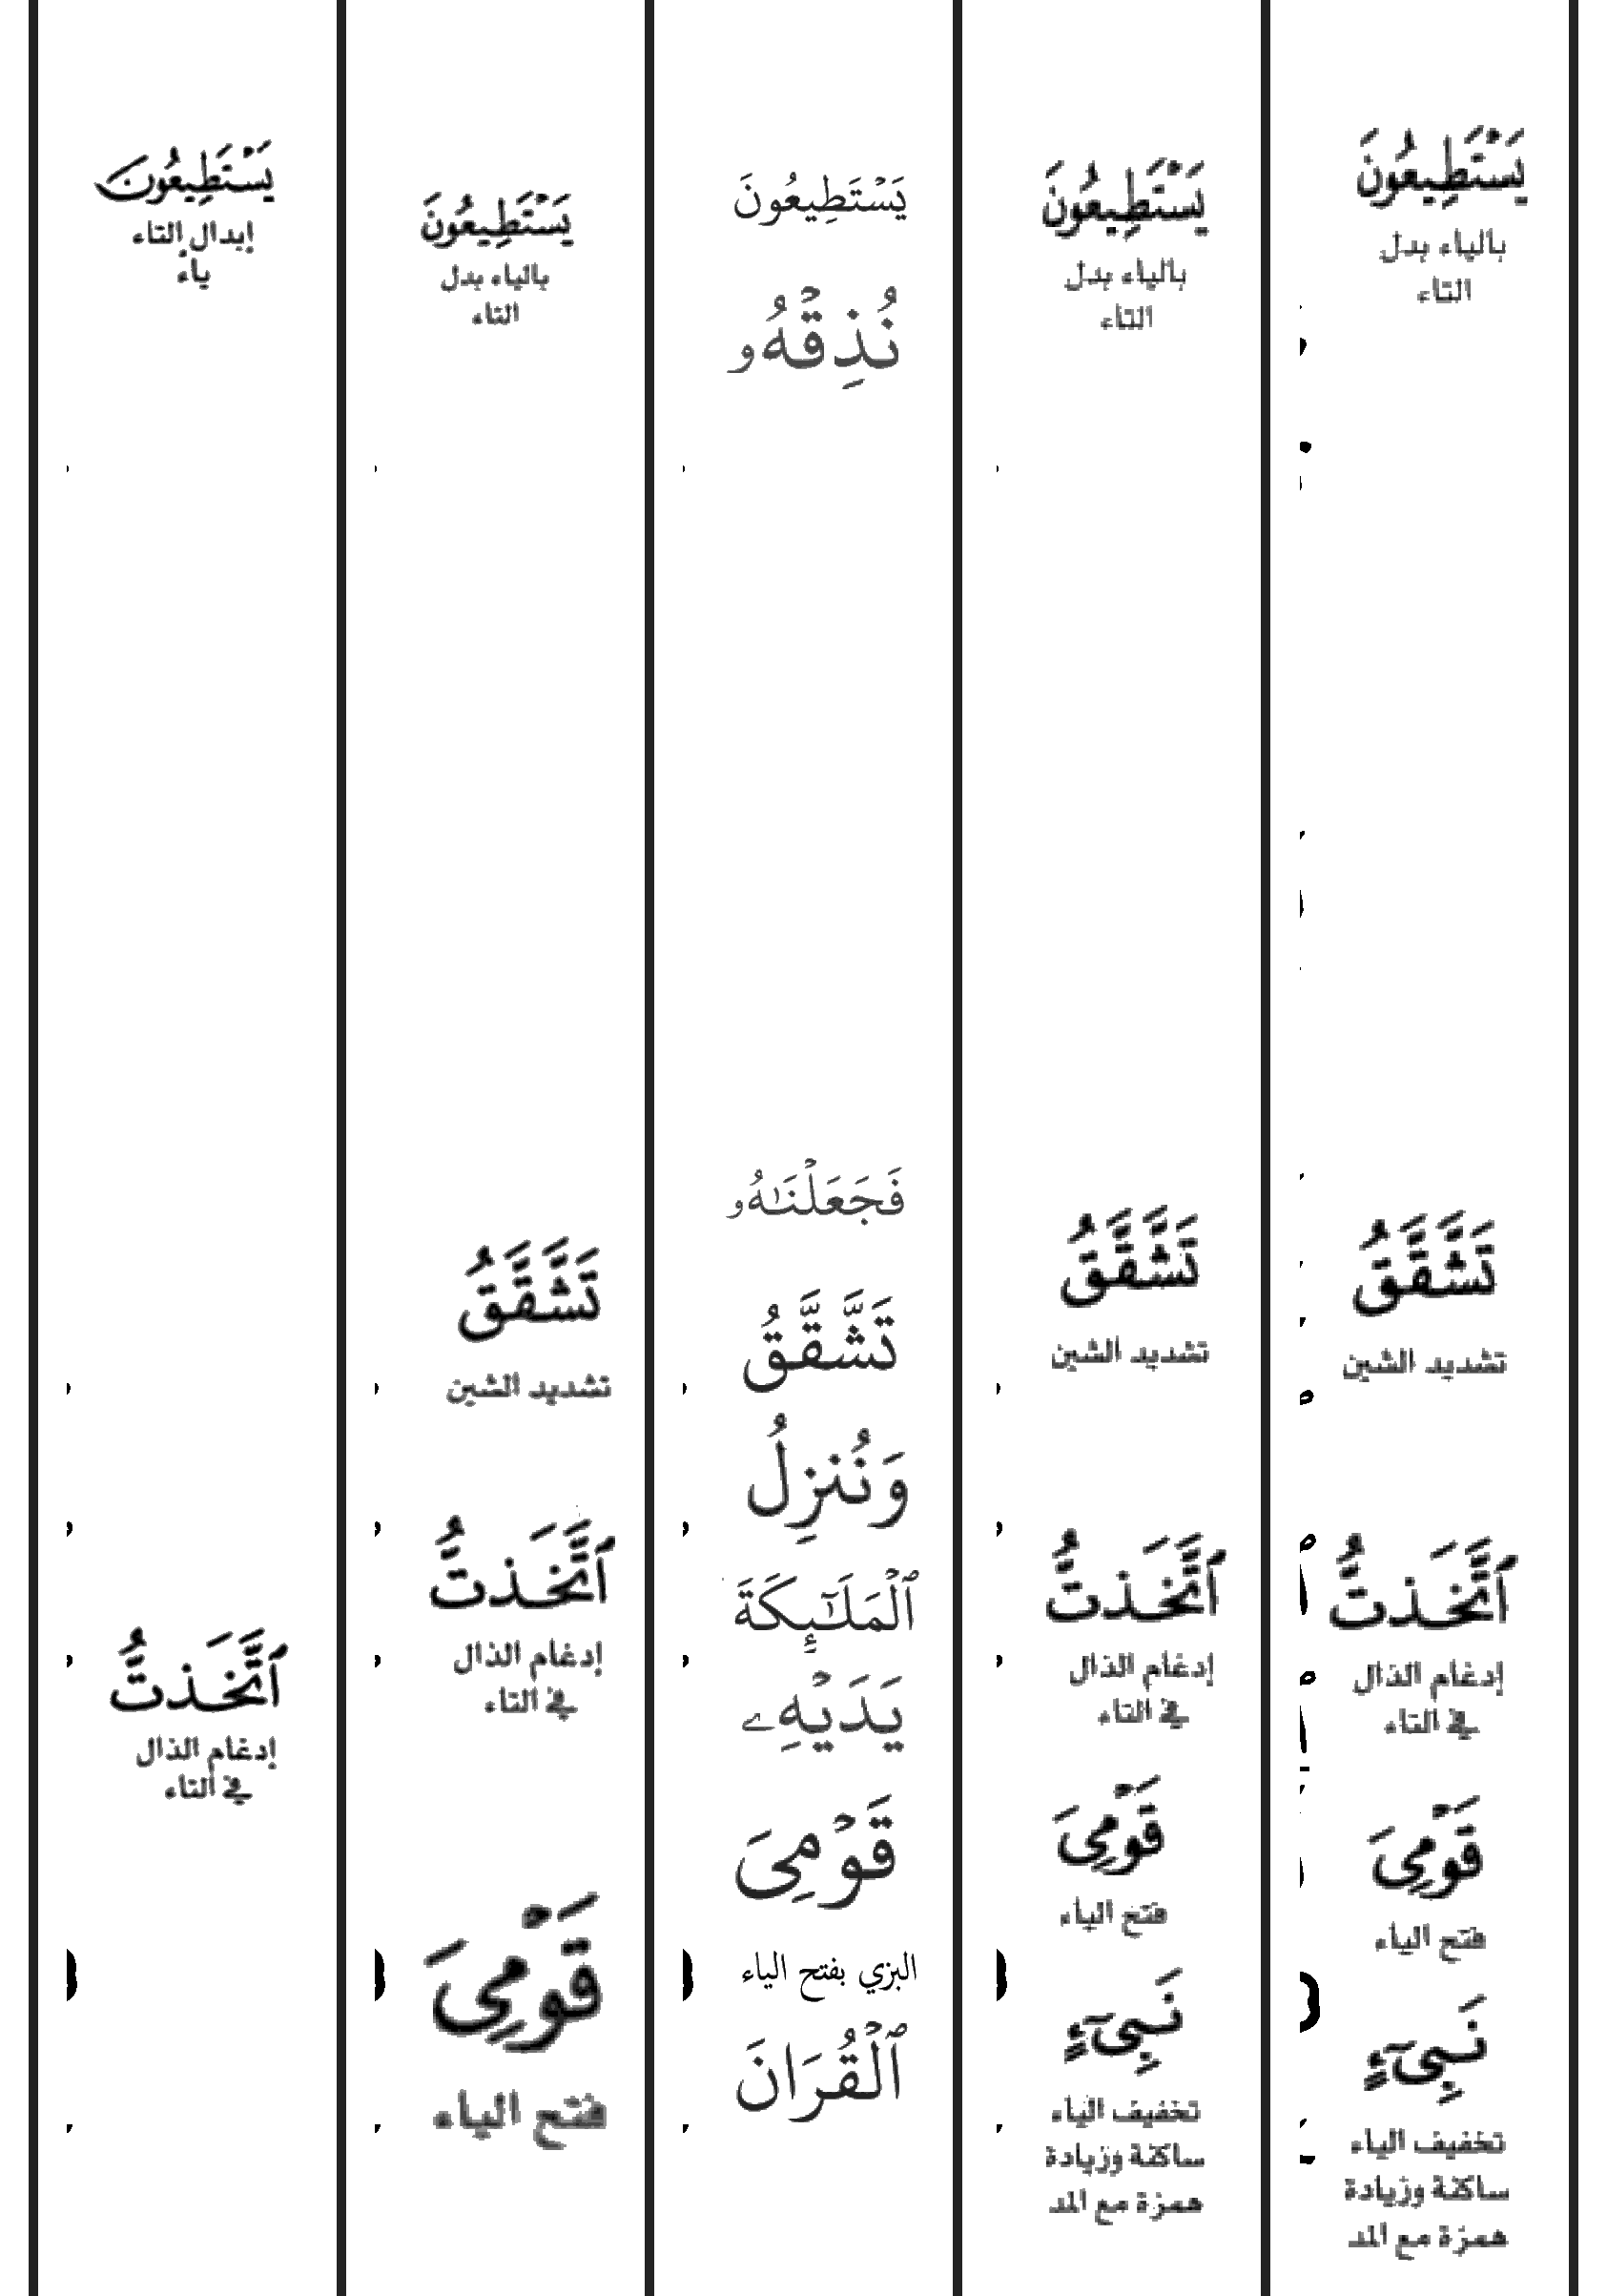 يَسْتَطِيعُونَ
بالياء بدل
التاء
تَشَّقَّقُ
تشديد الشين
ٱتَّخَذتُّ
إدغام الذال
في التاء
قَوْمِىَ
فتح الياء
نَبِىٓءٍ
تخفيف الياء
ساكنة وزيادة
همزة مع المد
يَسْتَطِيعُونَ
بالياء بدل
التاء
تَشَّقَّقُ
تشديد الشين
ٱتَّخَذتُّ
إدغام الذال
في التاء
قَوْمِىَ
فتح الياء
نَبِىٓءٍ
تخفيف الياء
ساكنة وزيادة
همزة مع المد
يَسْتَطِيعُونَ
نُذِقْهُۥ
فَجَعَلْنَـٰهُۥ
تَشَّقَّقُ
وَنُنزِلُ
ٱلْمَلَـٰٓئِكَةَ
يَدَيْهِۦ
قَوْمِىَ
البزي بفتح الياء
ٱلْقُرَانَ
يَسْتَطِيعُونَ
بالياء بدل
التاء
تَشَّقَّقُ
تشديد الشين
ٱتَّخَذتُّ
إدغام الذال
في التاء
قَوْمِىَ
فتح الياء
يَسْتَطِيعُونَ
إبدال التاء
ياءً
ٱتَّخَذتُّ
إدغام الذال
في التاء